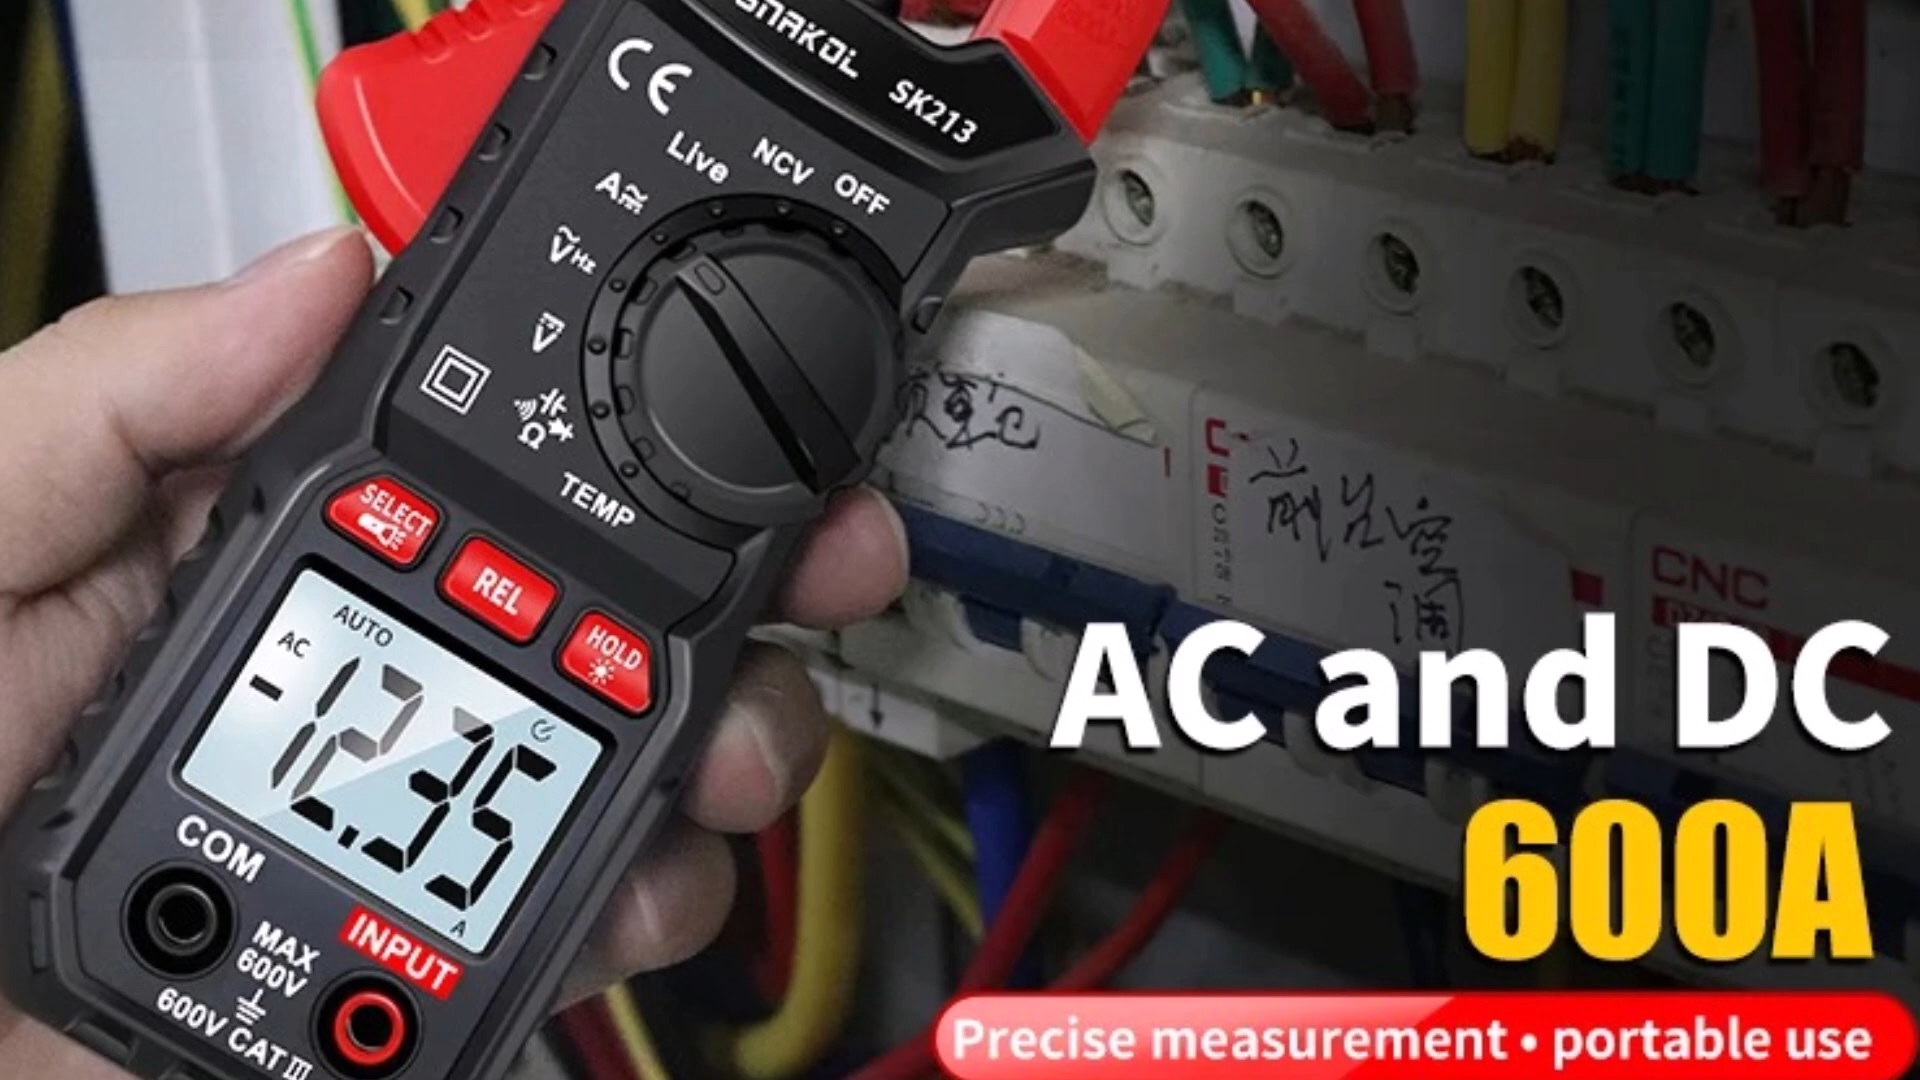 SK213
CE
Live
NCV
OFF
A
V Hz
V
Ω
TEMP
SELECT
REL
HOLD
AUTO
AC
-12.35
A
COM
INPUT
MAX
600V
600V CAT III
CNC
AC and DC
600A
Precise measurement • portable use